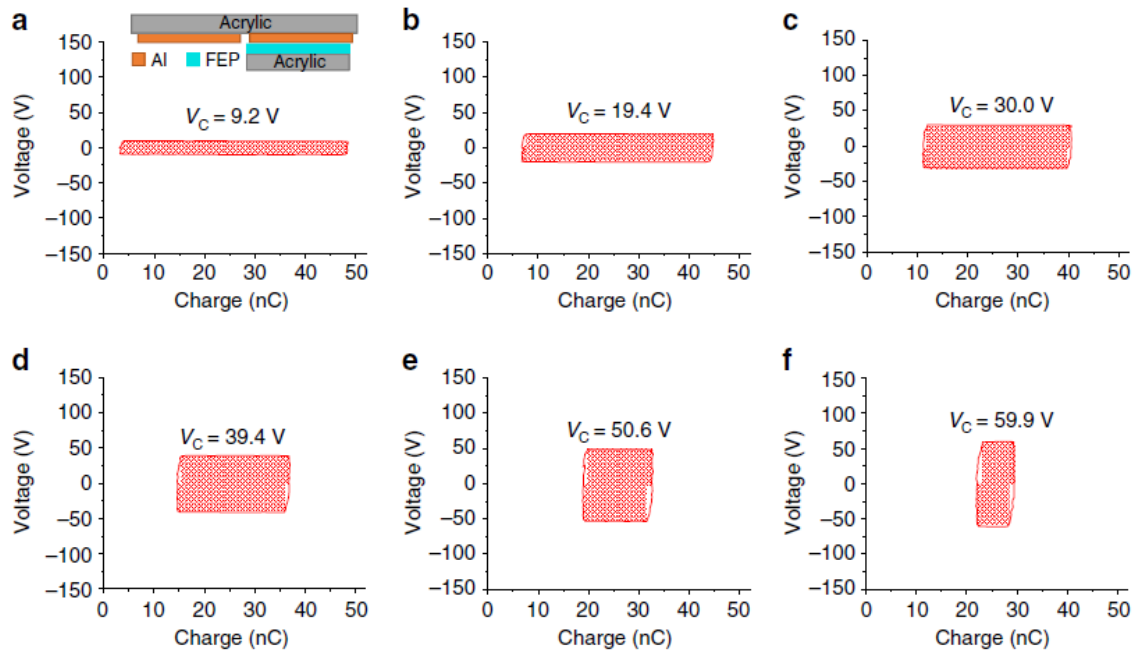 a
Acrylic
Al FEP
Acrylic
V_C = 9.2 V
150
100
50
0
−50
−100
−150
Voltage (V)
0 10 20 30 40 50
Charge (nC)
b
V_C = 19.4 V
150
100
50
0
−50
−100
−150
Voltage (V)
0 10 20 30 40 50
Charge (nC)
c
V_C = 30.0 V
150
100
50
0
−50
−100
−150
Voltage (V)
0 10 20 30 40 50
Charge (nC)
d
V_C = 39.4 V
150
100
50
0
−50
−100
−150
Voltage (V)
0 10 20 30 40 50
Charge (nC)
e
V_C = 50.6 V
150
100
50
0
−50
−100
−150
Voltage (V)
0 10 20 30 40 50
Charge (nC)
f
V_C = 59.9 V
150
100
50
0
−50
−100
−150
Voltage (V)
0 10 20 30 40 50
Charge (nC)